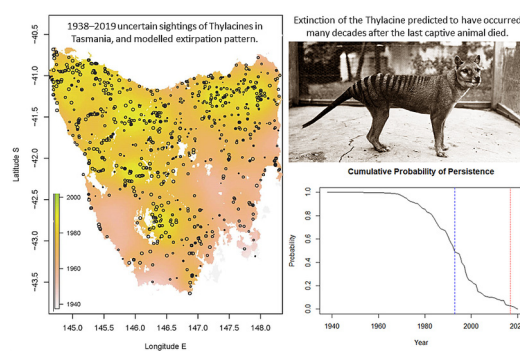 1938–2019 uncertain sightings of Thylacines in
Tasmania, and modelled extirpation pattern.
Extinction of the Thylacine predicted to have occurred
many decades after the last captive animal died.
-40.5
-41.0
-41.5
-42.0
-42.5
-43.0
-43.5
Latitude S
2000
1980
1960
1940
145.0 145.5 146.0 146.5 147.0 147.5 148.0
Longitude E
Cumulative Probability of Persistence
1.0
0.8
0.6
0.4
0.2
0.0
Probability
1940 1960 1980 2000
Year